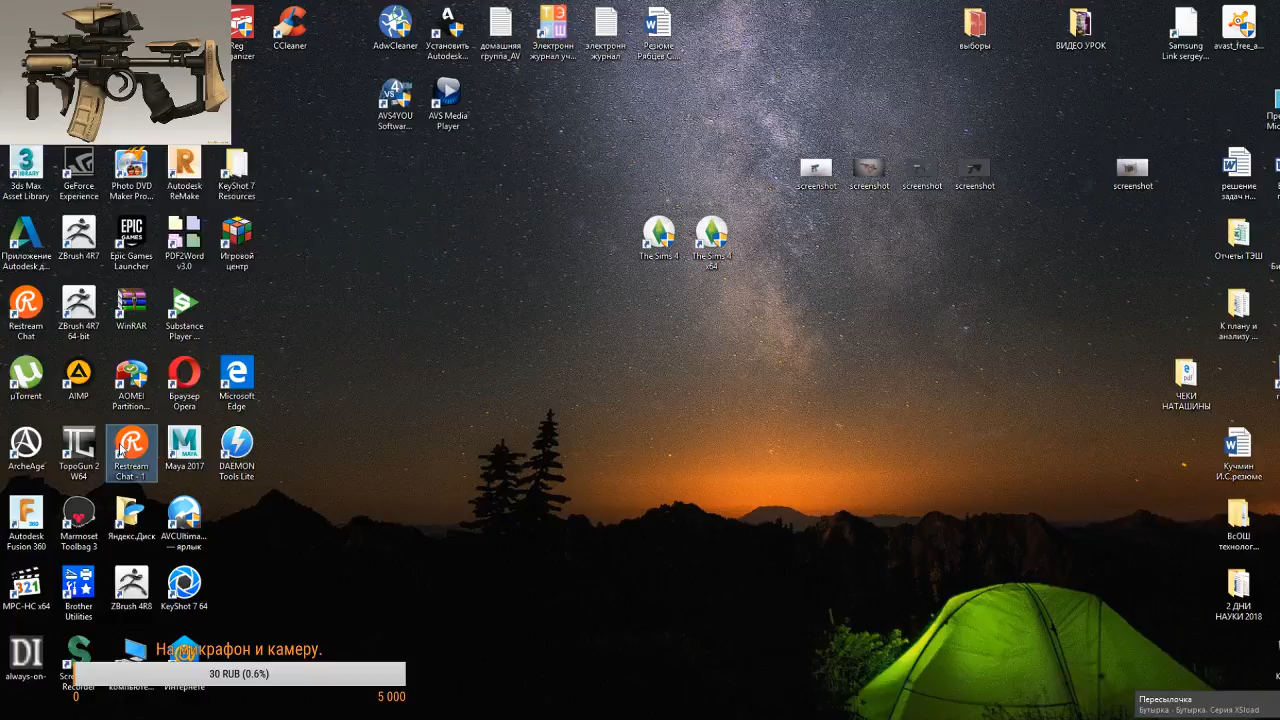 Reg
ganizer
CCleaner
AdwCleaner
Установить
Autodesk...
домашняя
группа_AV
Электронн
журнал уч...
электронн
журнал
Резюме
Рябцев С...
выборы
ВИДЕО УРОК
Samsung
Link sergey...
avast_free_a...
AVS4YOU
Softwar...
AVS Media
Player
3ds Max
Asset Library
GeForce
Experience
Photo DVD
Maker Pro...
Autodesk
ReMake
KeyShot 7
Resources
screenshot
screenshot
screenshot
screenshot
screenshot
решение
задач н...
Приложение
Autodesk д...
ZBrush 4R7
Epic Games
Launcher
PDF2Word
v3.0
Игровой
центр
The Sims 4
The Sims 4
x64
Отчеты ТЭШ
Restream
Chat
ZBrush 4R7
64-bit
WinRAR
Substance
Player ...
К плану и
анализу ...
µTorrent
AIMP
AOMEI
Partition...
Браузер
Opera
Microsoft
Edge
ЧЕКИ
НАТАШИНЫ
ArcheAge
TopoGun 2
W64
Restream
Chat - 1
Maya 2017
DAEMON
Tools Lite
Кучмин
И.С.резюме
Autodesk
Fusion 360
Marmoset
Toolbag 3
Яндекс.Диск
AVCUltima...
— ярлык
ВсОШ
технолог...
MPC-HC x64
Brother
Utilities
ZBrush 4R8
KeyShot 7 64
2 ДНИ
НАУКИ 2018
always-on-
Recorder
компьюте...
Интернете
На микрафон и камеру.
30 RUB (0.6%)
0
5 000
Пересылочка
Бутырка - Бутырка. Серия XSload